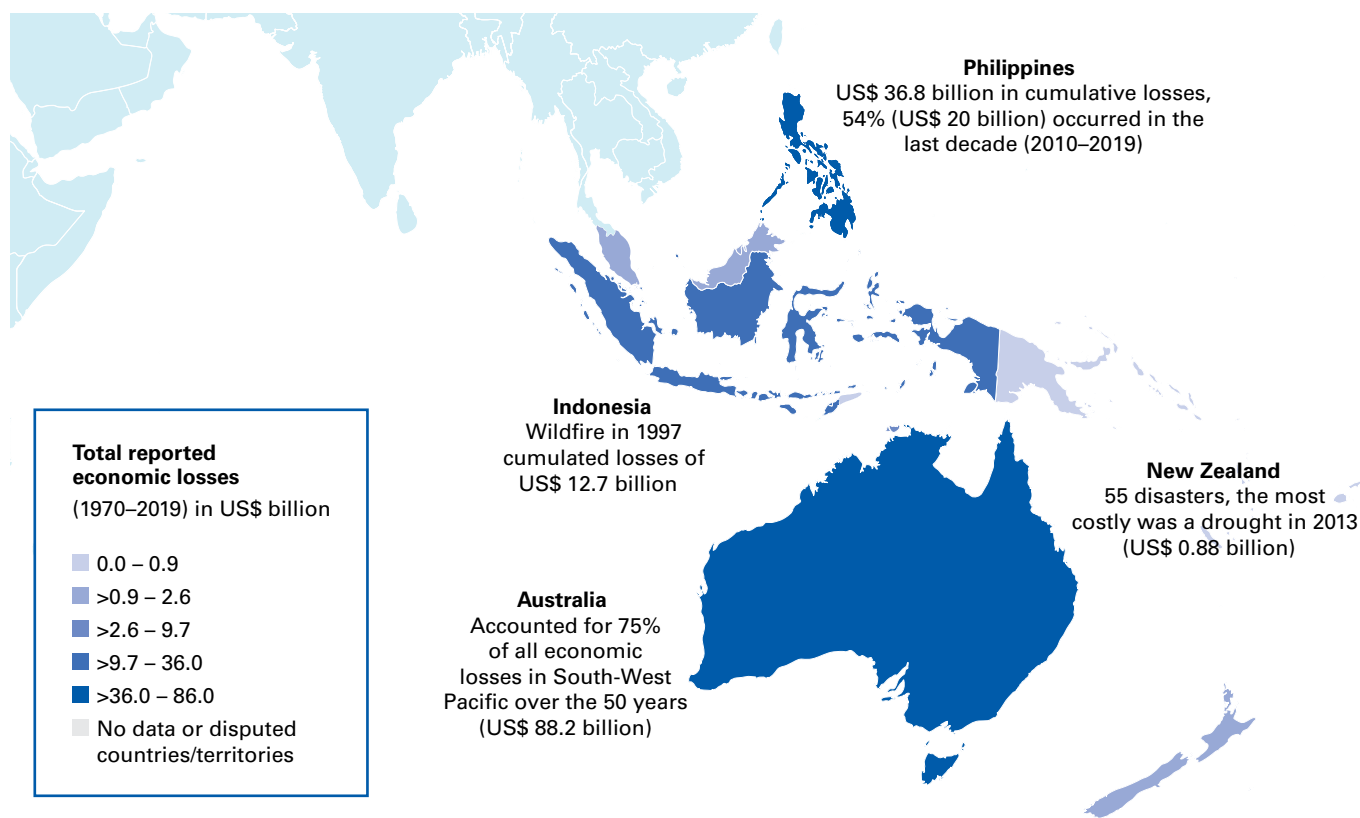 Philippines
US$ 36.8 billion in cumulative losses,
54% (US$ 20 billion) occurred in the
last decade (2010–2019)
Indonesia
Wildfire in 1997
cumulated losses of
US$ 12.7 billion
New Zealand
55 disasters, the most
costly was a drought in 2013
(US$ 0.88 billion)
Australia
Accounted for 75%
of all economic
losses in South-West
Pacific over the 50 years
(US$ 88.2 billion)
Total reported
economic losses
(1970–2019) in US$ billion
0.0 – 0.9
>0.9 – 2.6
>2.6 – 9.7
>9.7 – 36.0
>36.0 – 86.0
No data or disputed
countries/territories